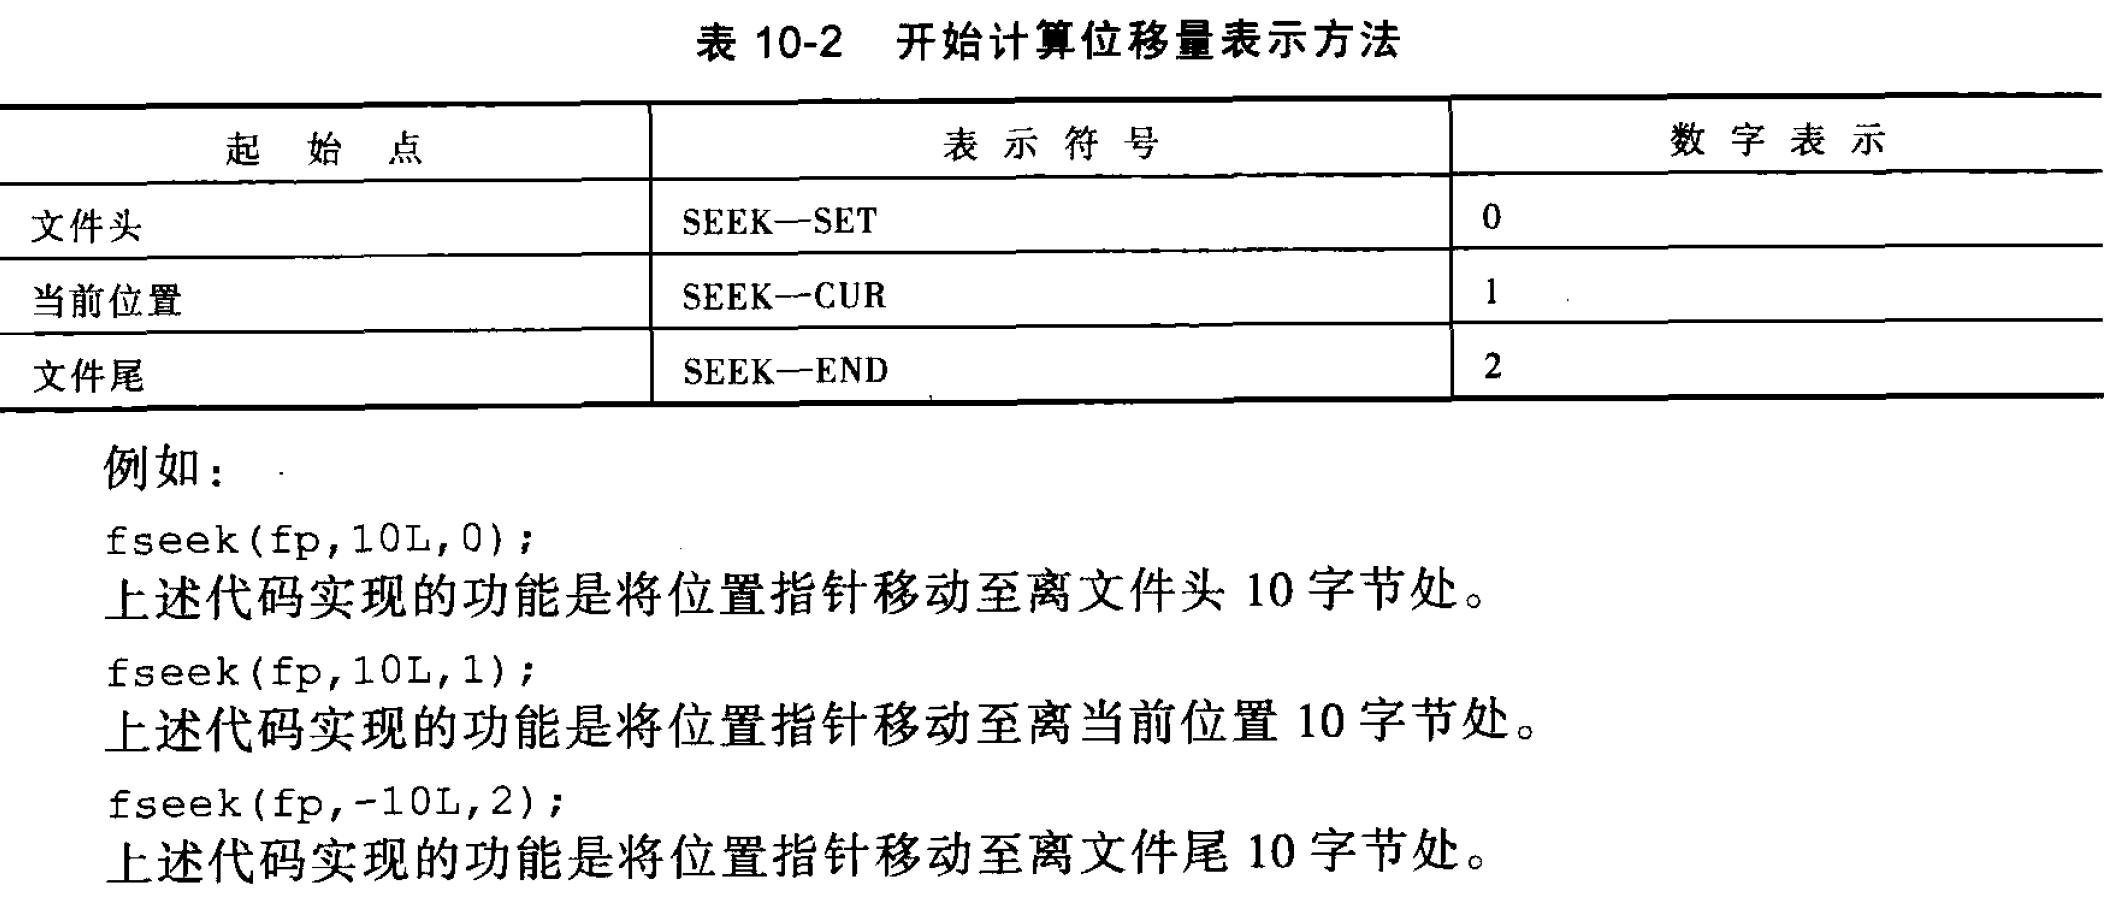 表 10-2 开始计算位移量表示方法
起 始 点 表 示 符 号 数 字 表 示
文件头 SEEK—SET 0
当前位置 SEEK—CUR 1
文件尾 SEEK—END 2
例如：
fseek(fp,10L,0);
上述代码实现的功能是将位置指针移动至离文件头 10 字节处。
fseek(fp,10L,1);
上述代码实现的功能是将位置指针移动至离当前位置 10 字节处。
fseek(fp,-10L,2);
上述代码实现的功能是将位置指针移动至离文件尾 10 字节处。